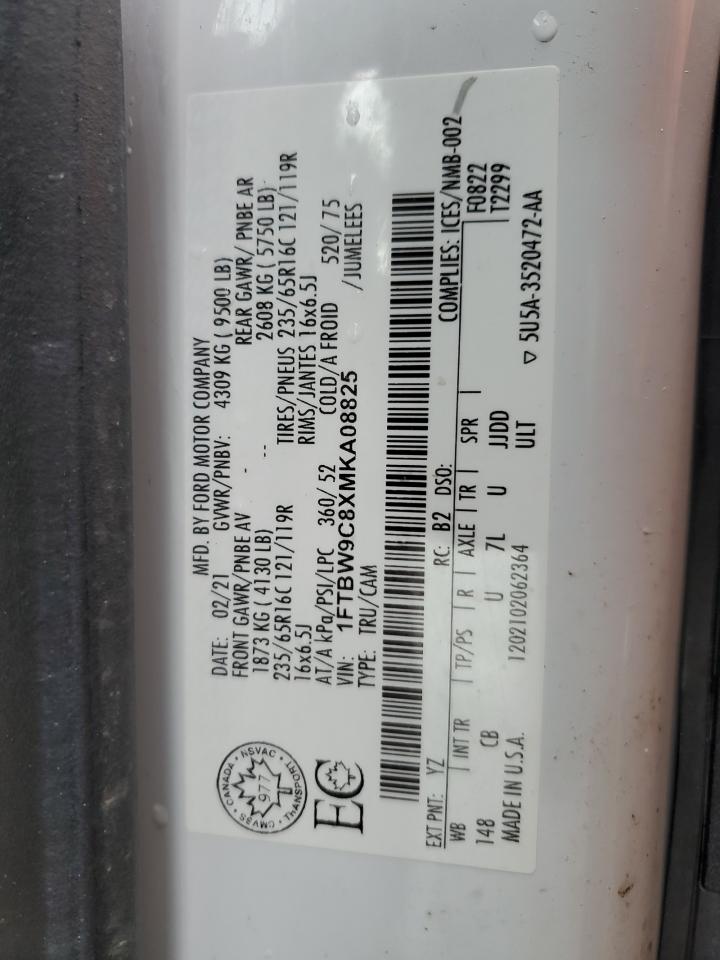 MFD. BY FORD MOTOR COMPANY
DATE: 02/21 GVWR/PNBV: 4309 KG ( 9500 LB)
FRONT GAWR/PNBE AV REAR GAWR/ PNBE AR
1873 KG ( 4130 LB) -- 2608 KG ( 5750 LB)
235/65R16C 121/119R TIRES/PNEUS 235/65R16C 121/119R
16x6.5J RIMS/JANTES 16x6.5J
AT/A kPa/PSI/LPC 360/ 52 COLD/A FROID 520/ 75
VIN: 1FTBW9C8XMKA08825 /JUMELEES
TYPE: TRU/CAM
CANADA · NSVAC · TRANSPORT · CMVSS
977
EC
EXT PNT: YZ RC: B2 DSO: COMPLIES: ICES/NMB-002
WB | INT TR | TP/PS | R | AXLE | TR | SPR | F0822
148 CB U 7L U JJDD T2299
MADE IN U.S.A. 1202102062364 ULT ▽ 5U5A-3520472-AA